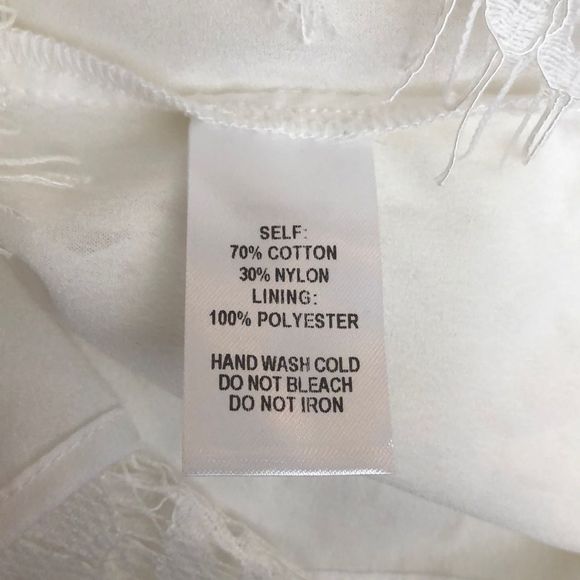 SELF:
70% COTTON
30% NYLON
LINING:
100% POLYESTER
HAND WASH COLD
DO NOT BLEACH
DO NOT IRON